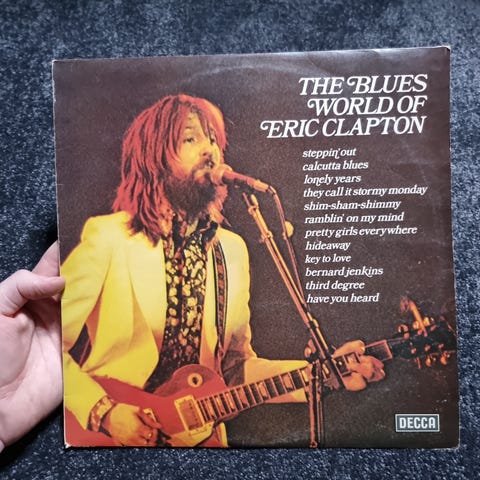 THE BLUES
WORLD OF
ERIC CLAPTON
steppin' out
calcutta blues
lonely years
they call it stormy monday
shim-sham-shimmy
ramblin' on my mind
pretty girls everywhere
hideaway
key to love
bernard jenkins
third degree
have you heard
DECCA